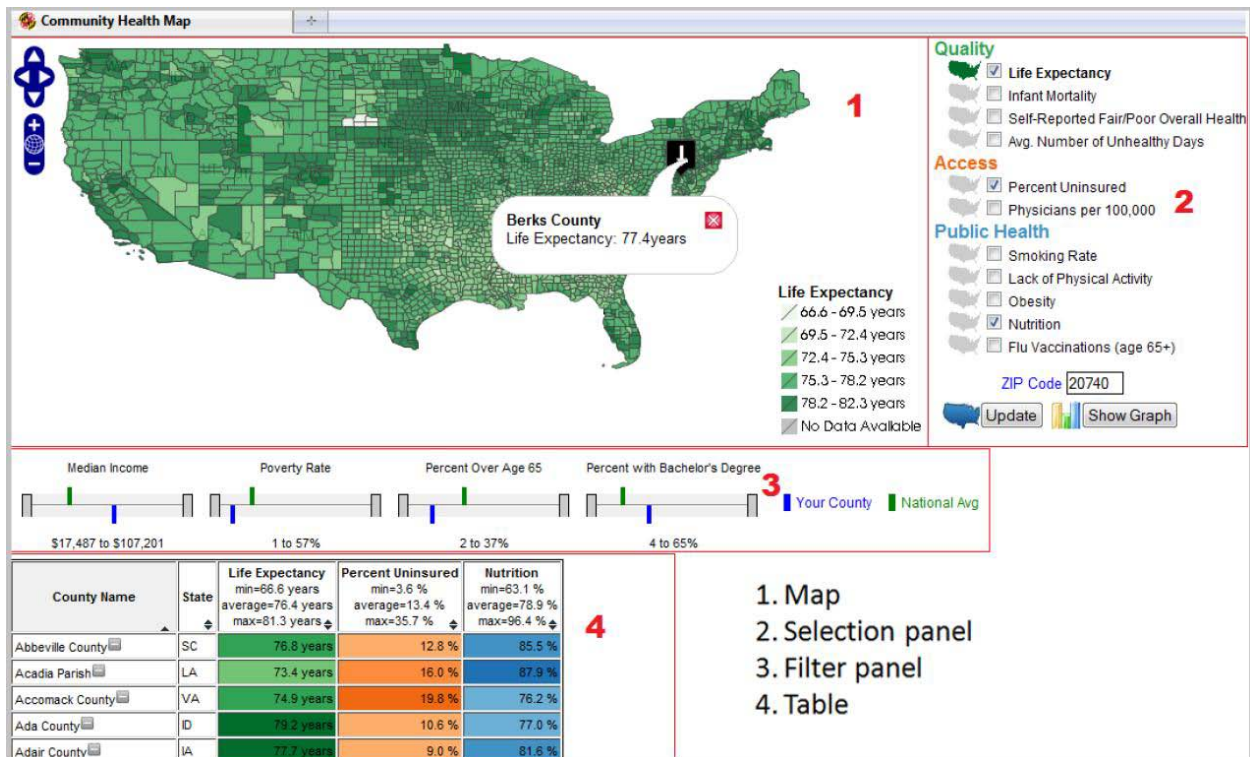 Community Health Map
WA
1
Berks County
Life Expectancy: 77.4years
Life Expectancy
66.6 - 69.5 years
69.5 - 72.4 years
72.4 - 75.3 years
75.3 - 78.2 years
78.2 - 82.3 years
No Data Available
Quality
Life Expectancy
Infant Mortality
Self-Reported Fair/Poor Overall Health
Avg. Number of Unhealthy Days
Access
Percent Uninsured
Physicians per 100,000
2
Public Health
Smoking Rate
Lack of Physical Activity
Obesity
Nutrition
Flu Vaccinations (age 65+)
ZIP Code 20740
Update Show Graph
Median Income Poverty Rate Percent Over Age 65 Percent with Bachelor's Degree
3
Your County National Avg
$17,487 to $107,201 1 to 57% 2 to 37% 4 to 65%
County Name State Life Expectancy Percent Uninsured Nutrition
min=66.6 years min=3.6 % min=63.1 %
average=76.4 years average=13.4 % average=78.9 %
max=81.3 years max=35.7 % max=96.4 %
Abbeville County SC 76.8 years 12.8 % 85.5 %
Acadia Parish LA 73.4 years 16.0 % 87.9 %
Accomack County VA 74.9 years 19.8 % 76.2 %
Ada County ID 79.2 years 10.6 % 77.0 %
Adair County IA 77.7 years 9.0 % 81.6 %
4
1. Map
2. Selection panel
3. Filter panel
4. Table